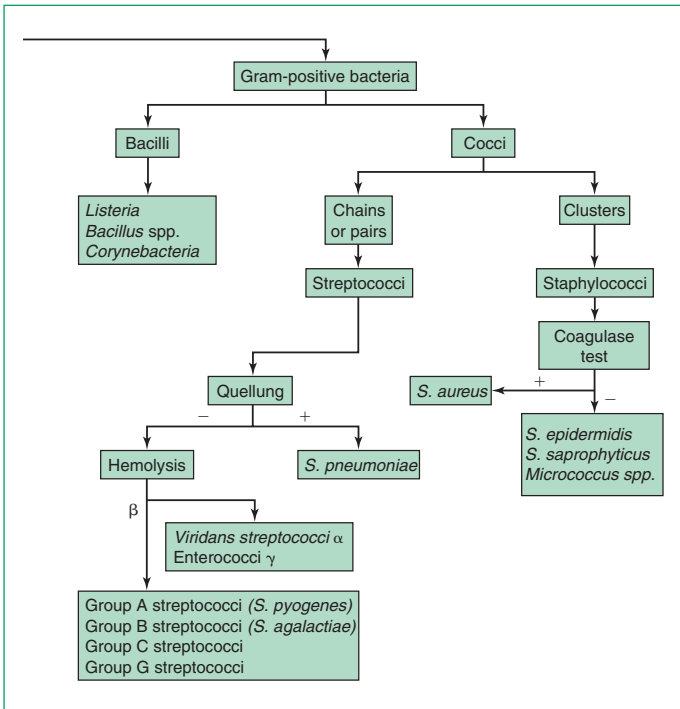 Gram-positive bacteria
Bacilli
Cocci
Listeria
Bacillus spp.
Corynebacteria
Chains
or pairs
Clusters
Streptococci
Staphylococci
Coagulase
test
Quellung
S. aureus
+
−
−
+
S. epidermidis
S. saprophyticus
Micrococcus spp.
Hemolysis
S. pneumoniae
β
Viridans streptococci α
Enterococci γ
Group A streptococci (S. pyogenes)
Group B streptococci (S. agalactiae)
Group C streptococci
Group G streptococci